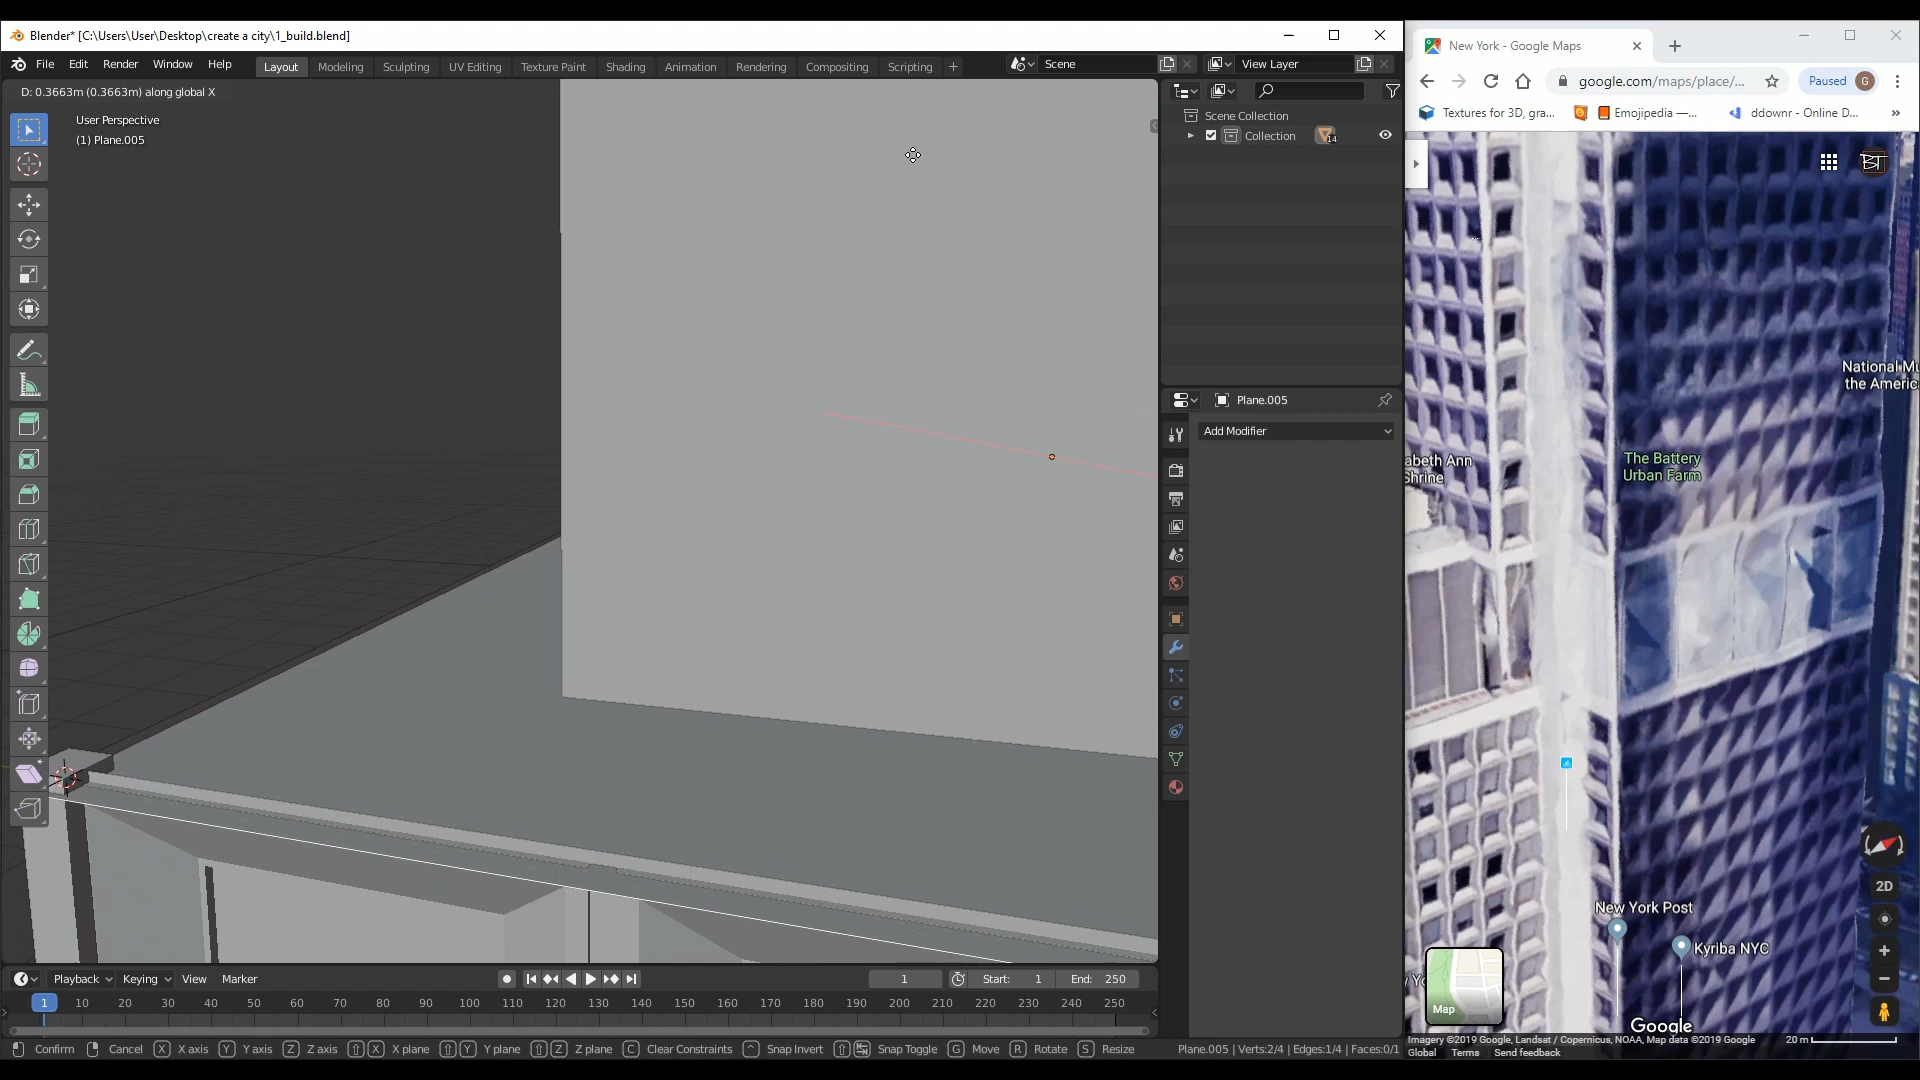 Blender* [C:\Users\User\Desktop\create a city\1_build.blend]
File Edit Render Window Help
Layout Modeling Sculpting UV Editing Texture Paint Shading Animation Rendering Compositing Scripting
Scene
View Layer
D: 0.3663m (0.3663m) along global X
User Perspective
(1) Plane.005
Scene Collection
Collection
14
Plane.005
Add Modifier
Playback Keying View Marker
1
Start: 1
End: 250
1 10 20 30 40 50 60 70 80 90 100 110 120 130 140 150 160 170 180 190 200 210 220 230 240 250
Confirm Cancel X X axis Y Y axis Z Z axis X X plane Y Y plane Z Z plane C Clear Constraints Snap Invert Snap Toggle G Move R Rotate S Resize
Plane.005 | Verts:2/4 | Edges:1/4 | Faces:0/1
New York - Google Maps
google.com/maps/place/...
Paused G
Textures for 3D, gra...
Emojipedia —...
ddownr - Online D...
»
BT
National Mu
the America
abeth Ann
Shrine
The Battery
Urban Farm
New York Post
Kyriba NYC
2D
Map
Google
Imagery ©2019 Google, Landsat / Copernicus, NOAA, Map data ©2019 Google 20 m
Global Terms Send feedback